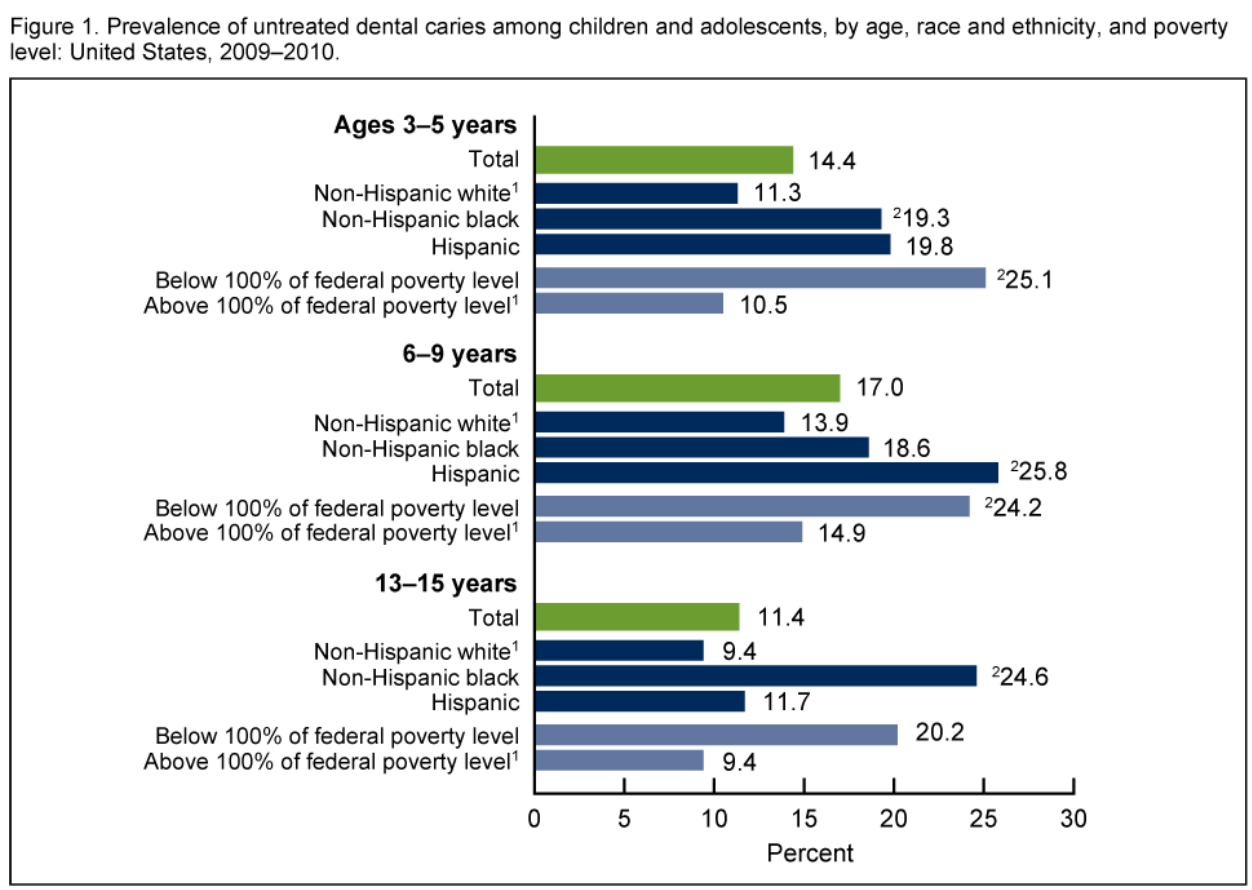 Figure 1. Prevalence of untreated dental caries among children and adolescents, by age, race and ethnicity, and poverty
level: United States, 2009–2010.
Ages 3–5 years
Total 14.4
Non-Hispanic white¹ 11.3
Non-Hispanic black ²19.3
Hispanic 19.8
Below 100% of federal poverty level ²25.1
Above 100% of federal poverty level¹ 10.5
6–9 years
Total 17.0
Non-Hispanic white¹ 13.9
Non-Hispanic black 18.6
Hispanic ²25.8
Below 100% of federal poverty level ²24.2
Above 100% of federal poverty level¹ 14.9
13–15 years
Total 11.4
Non-Hispanic white¹ 9.4
Non-Hispanic black ²24.6
Hispanic 11.7
Below 100% of federal poverty level 20.2
Above 100% of federal poverty level¹ 9.4
0 5 10 15 20 25 30
Percent